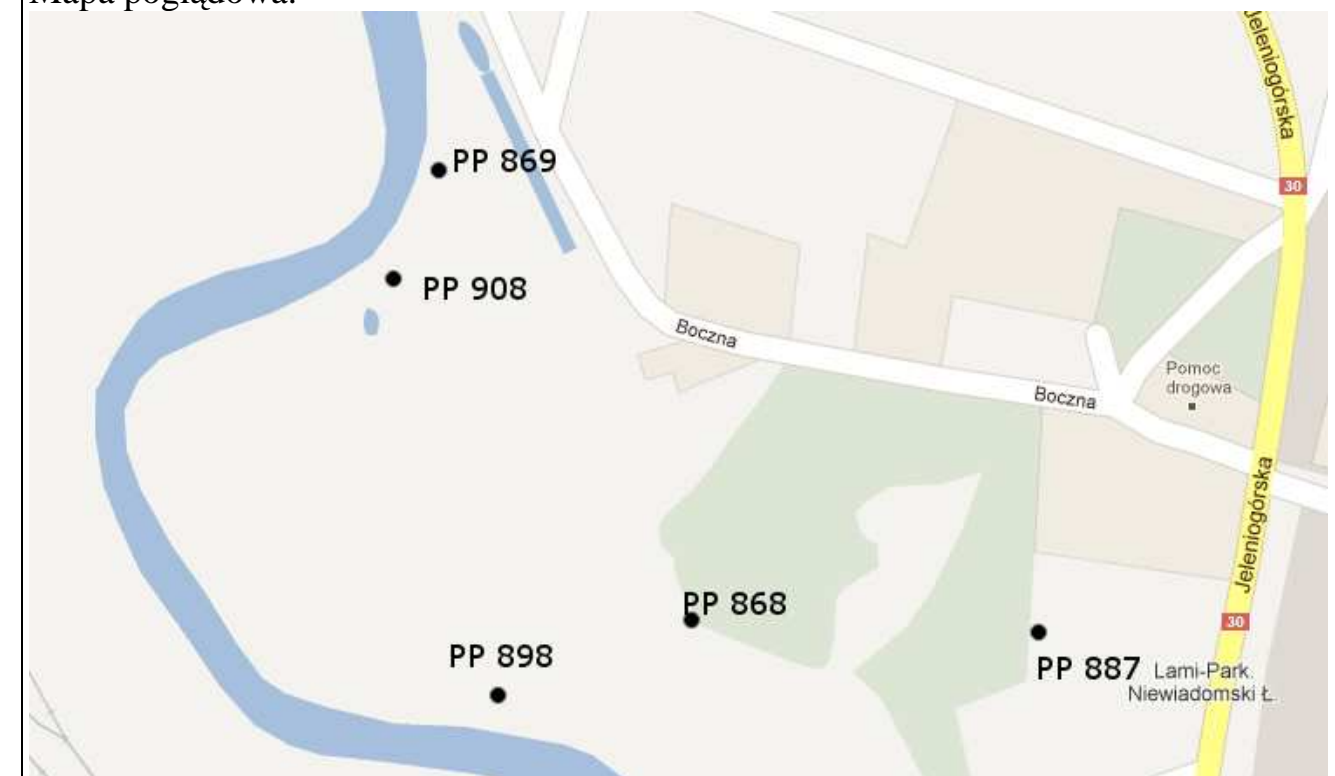 Mapa poglądowa:
Jeleniogórska
PP 869
30
PP 908
Boczna
Pomoc
drogowa
Boczna
Jeleniogórska
PP 868
30
PP 898
PP 887
Lami-Park.
Niewiadomski Ł.